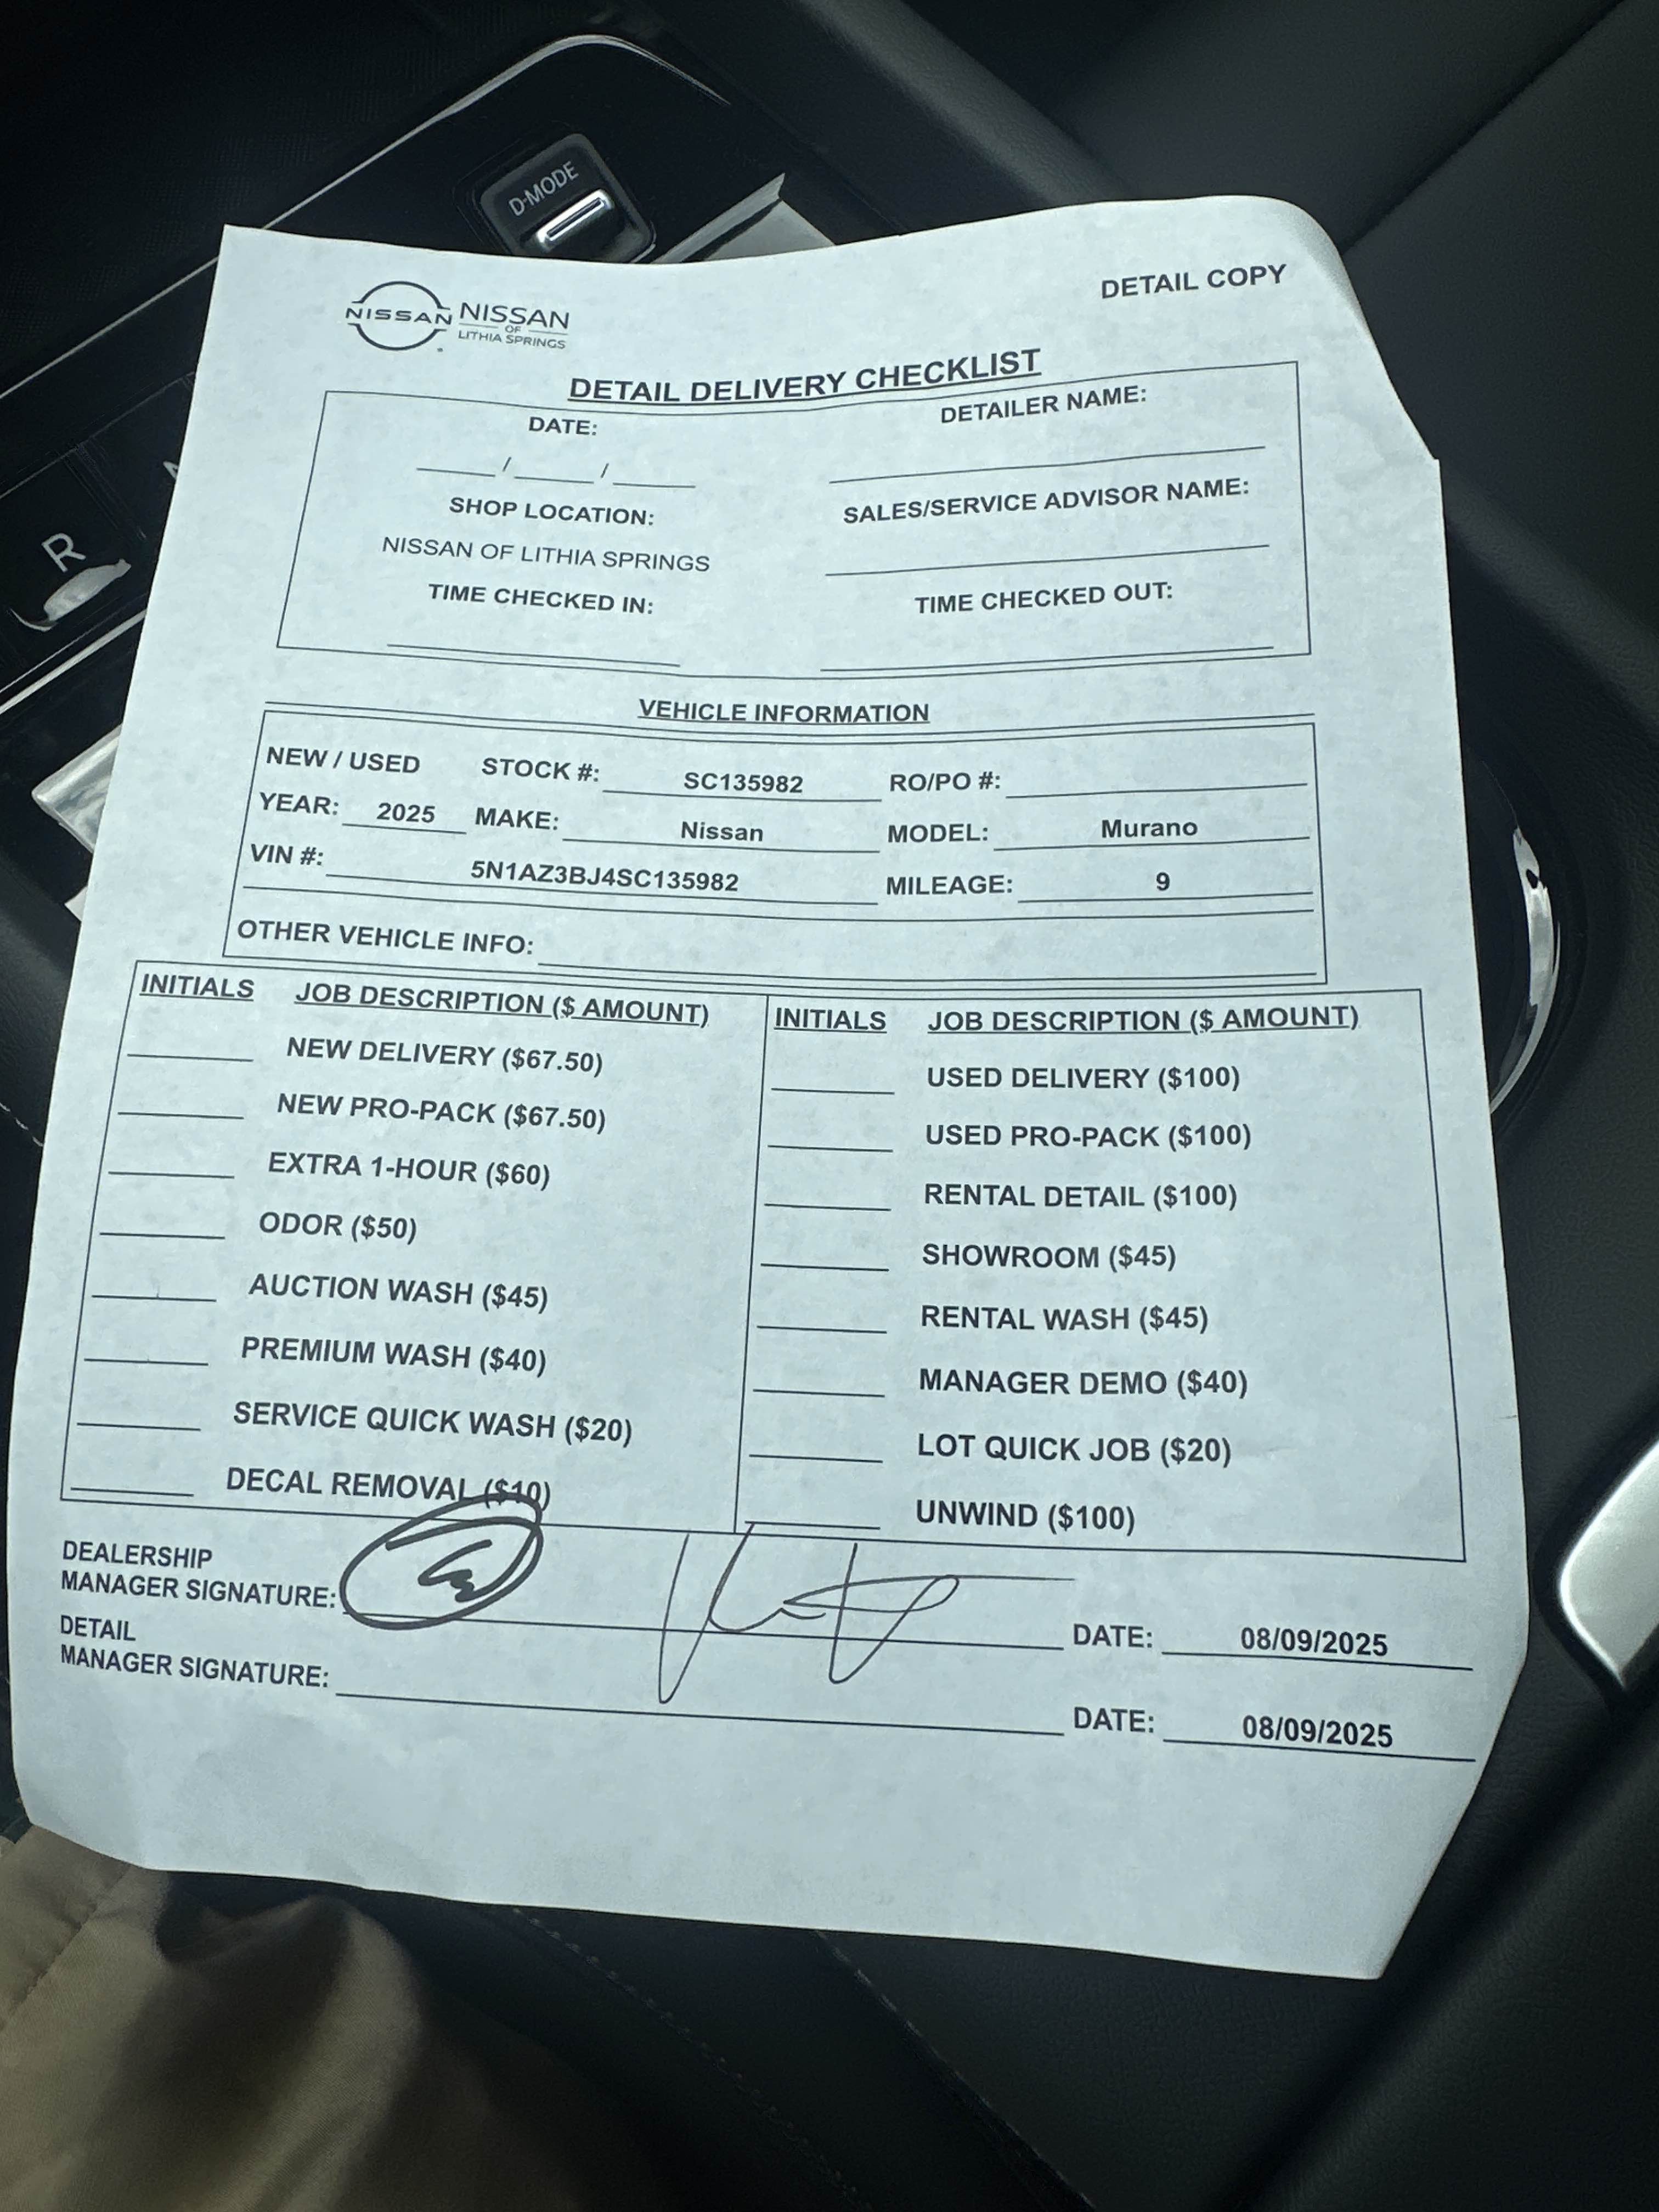 D-MODE
R
DETAIL COPY
NISSAN NISSAN
OF
LITHIA SPRINGS
DETAIL DELIVERY CHECKLIST
DATE: DETAILER NAME:
____/____/____
SHOP LOCATION: SALES/SERVICE ADVISOR NAME:
NISSAN OF LITHIA SPRINGS
TIME CHECKED IN: TIME CHECKED OUT:
VEHICLE INFORMATION
NEW / USED STOCK #: SC135982 RO/PO #:
YEAR: 2025 MAKE: Nissan MODEL: Murano
VIN #: 5N1AZ3BJ4SC135982 MILEAGE: 9
OTHER VEHICLE INFO:
INITIALS JOB DESCRIPTION ($ AMOUNT) INITIALS JOB DESCRIPTION ($ AMOUNT)
NEW DELIVERY ($67.50) USED DELIVERY ($100)
NEW PRO-PACK ($67.50) USED PRO-PACK ($100)
EXTRA 1-HOUR ($60) RENTAL DETAIL ($100)
ODOR ($50) SHOWROOM ($45)
AUCTION WASH ($45) RENTAL WASH ($45)
PREMIUM WASH ($40) MANAGER DEMO ($40)
SERVICE QUICK WASH ($20) LOT QUICK JOB ($20)
DECAL REMOVAL ($10) UNWIND ($100)
DEALERSHIP
MANAGER SIGNATURE: DATE: 08/09/2025
DETAIL
MANAGER SIGNATURE: DATE: 08/09/2025